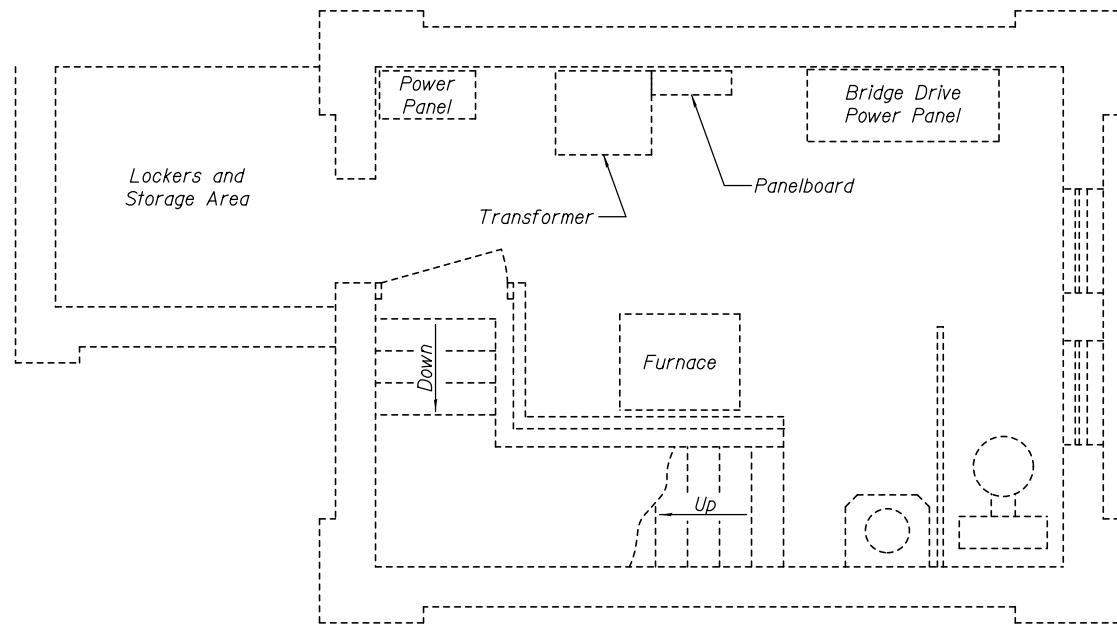 Power
Panel
Bridge Drive
Power Panel
Lockers and
Storage Area
Panelboard
Transformer
Down
Furnace
Up